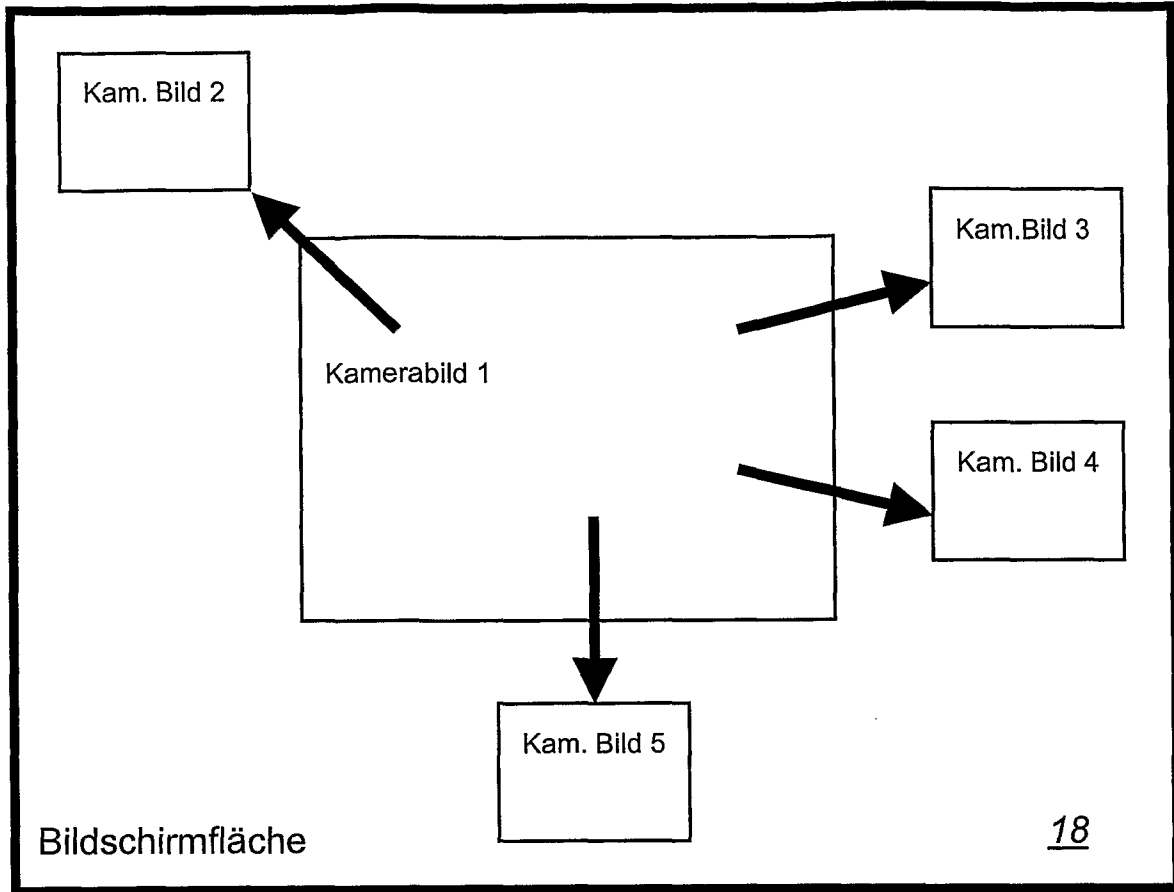 Kam. Bild 2
Kam.Bild 3
Kamerabild 1
Kam. Bild 4
Kam. Bild 5
Bildschirmfläche
18